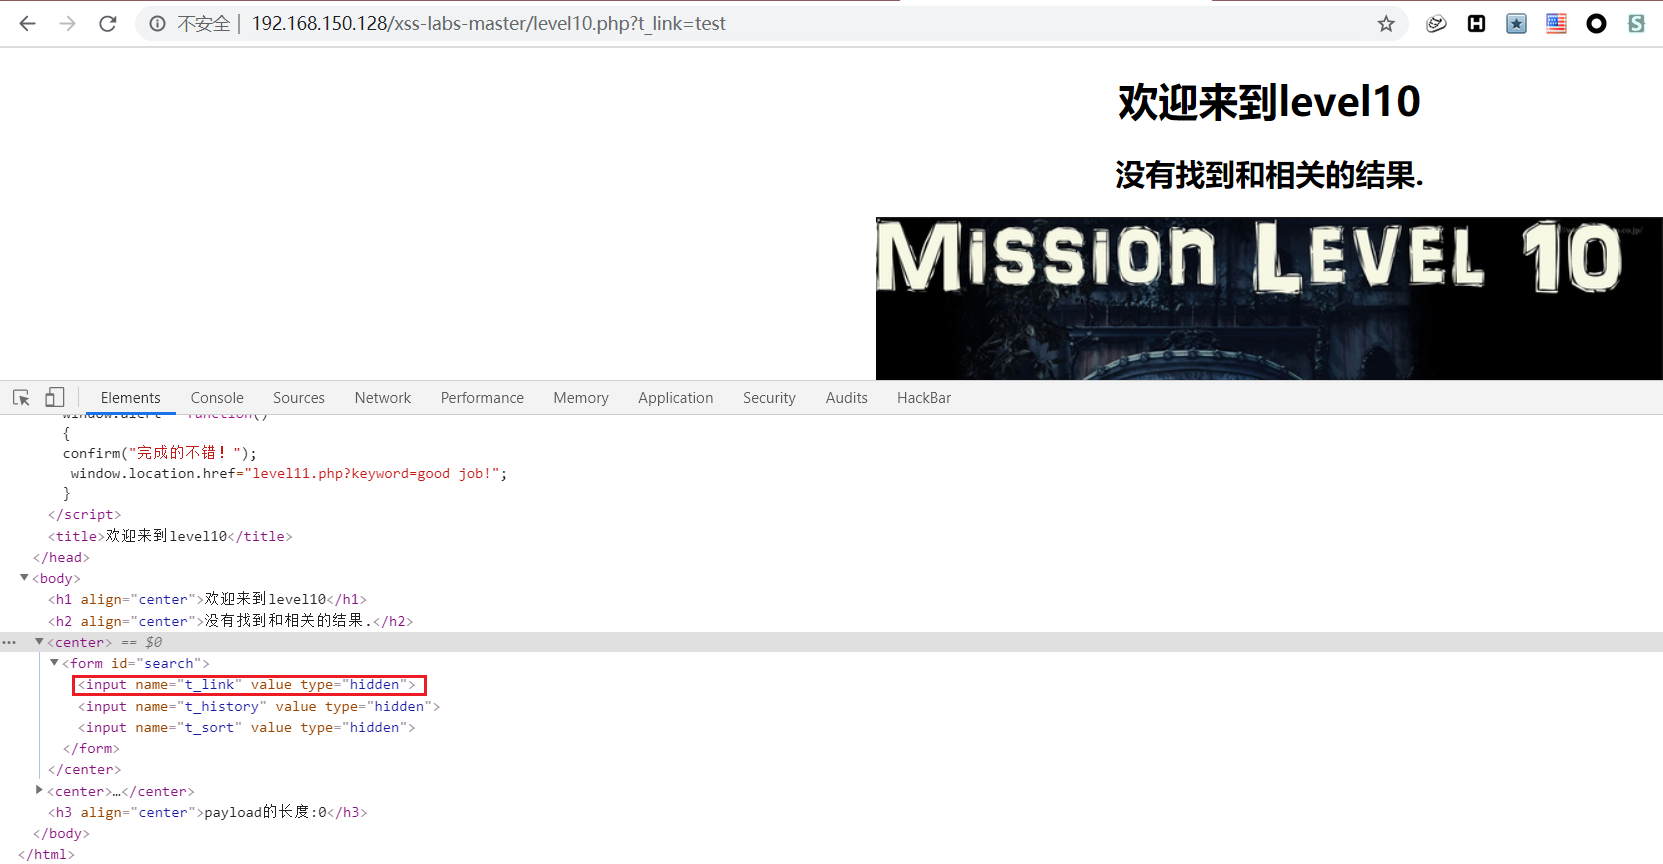 不安全 | 192.168.150.128/xss-labs-master/level10.php?t_link=test
欢迎来到level10
没有找到和相关的结果.
Mission Level 10
Elements Console Sources Network Performance Memory Application Security Audits HackBar
window.alert = function()
{
confirm("完成的不错！");
window.location.href="level11.php?keyword=good job!";
}
</script>
<title>欢迎来到level10</title>
</head>
<body>
<h1 align="center">欢迎来到level10</h1>
<h2 align="center">没有找到和相关的结果.</h2>
<center> == $0
<form id="search">
<input name="t_link" value type="hidden">
<input name="t_history" value type="hidden">
<input name="t_sort" value type="hidden">
</form>
</center>
<center>…</center>
<h3 align="center">payload的长度:0</h3>
</body>
</html>